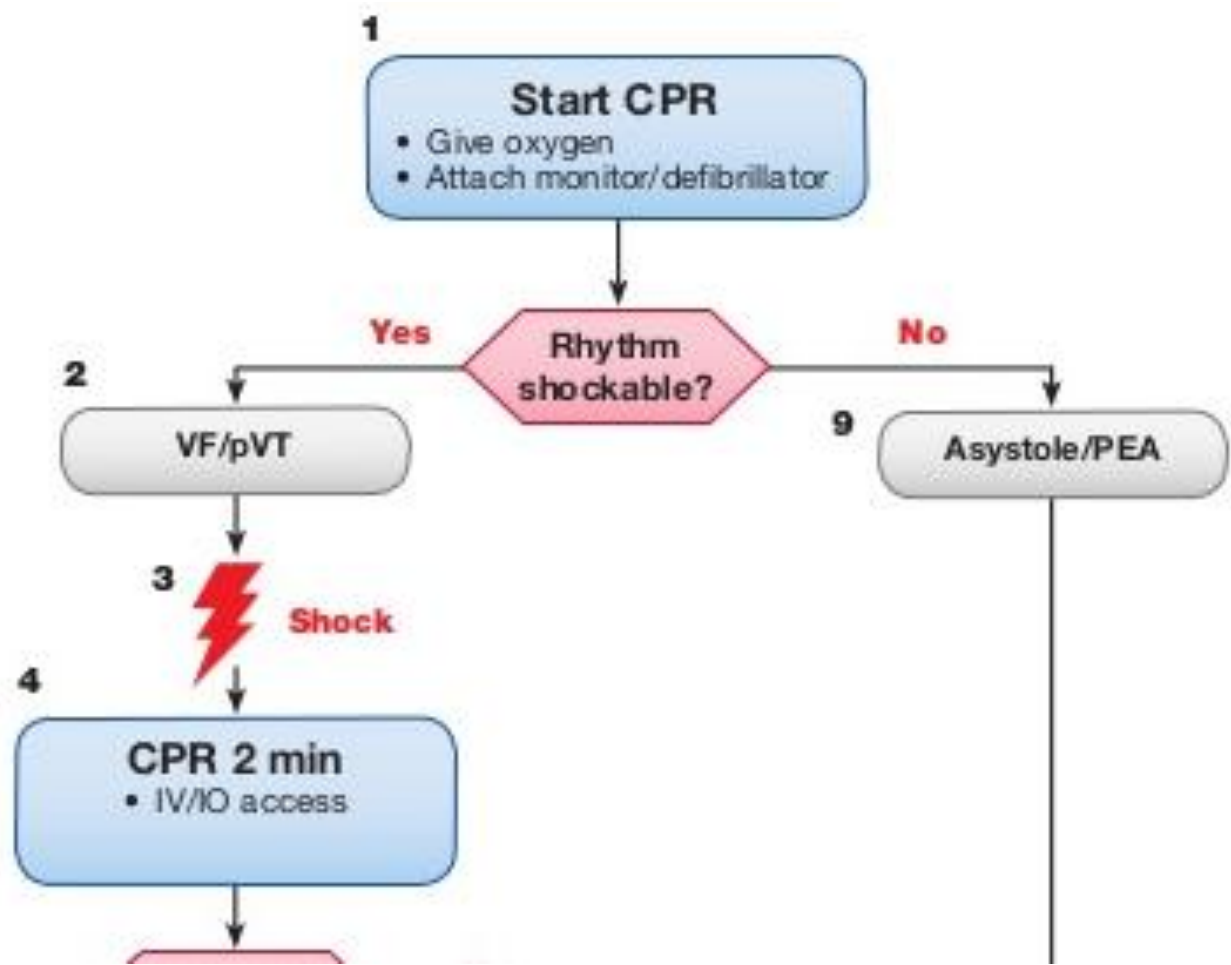 1
Start CPR
• Give oxygen
• Attach monitor/defibrillator
Yes
Rhythm
shockable?
No
2
VF/pVT
9
Asystole/PEA
3
Shock
4
CPR 2 min
• IV/IO access